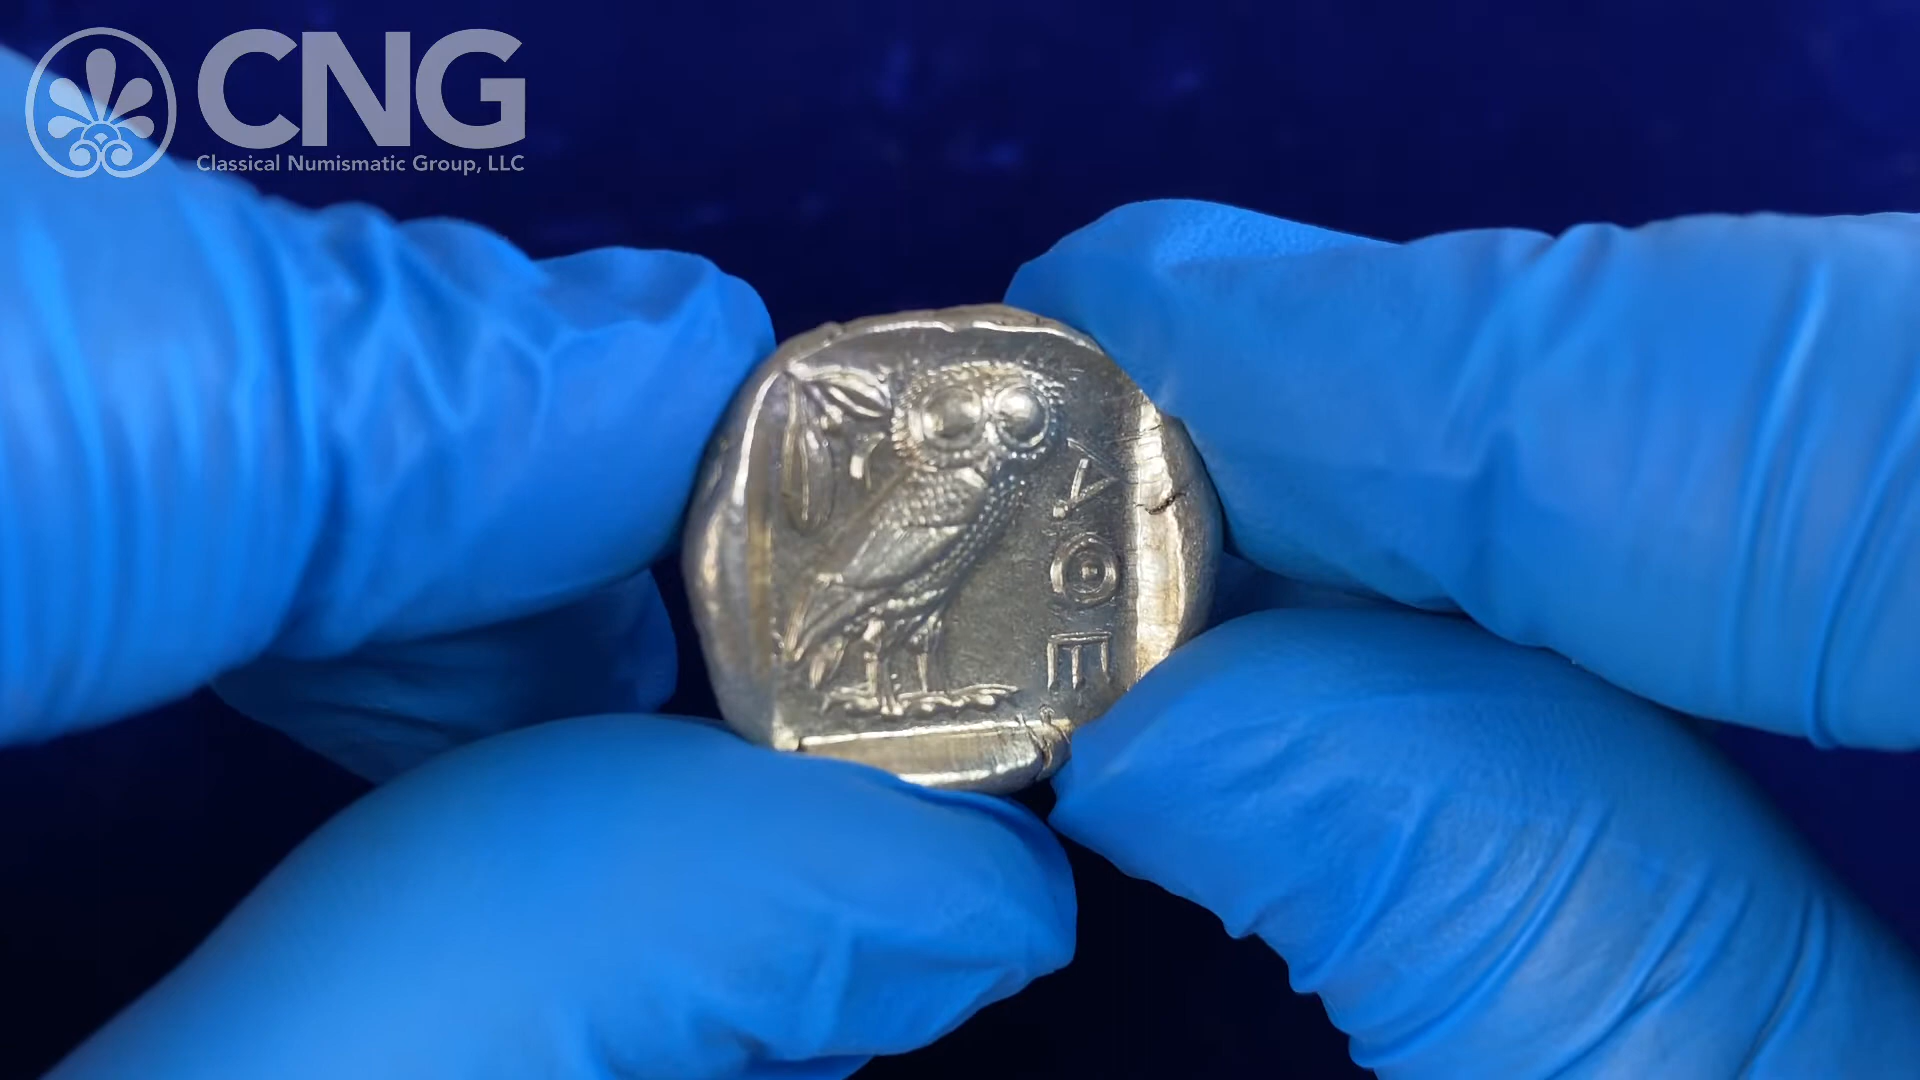 CNG
Classical Numismatic Group, LLC
ΑΘΕ